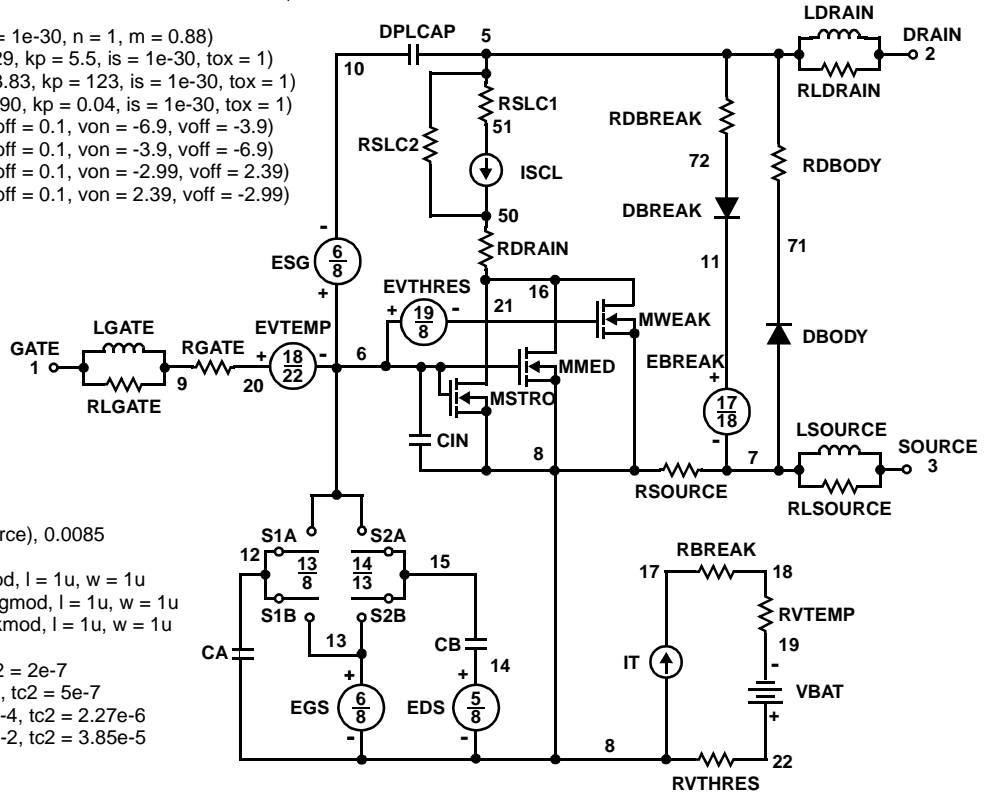 = 1e-30, n = 1, m = 0.88)
29, kp = 5.5, is = 1e-30, tox = 1)
3.83, kp = 123, is = 1e-30, tox = 1)
90, kp = 0.04, is = 1e-30, tox = 1)
off = 0.1, von = -6.9, voff = -3.9)
off = 0.1, von = -3.9, voff = -6.9)
off = 0.1, von = -2.99, voff = 2.39)
off = 0.1, von = 2.39, voff = -2.99)
LDRAIN
DPLCAP
5
DRAIN
2
10
RLDRAIN
RSLC1
51
RSLC2
ISCL
RDBREAK
72
RDBODY
50
DBREAK
RDRAIN
71
11
-
ESG
6
8
+
EVTHRES
16
21
+
19
8
-
MWEAK
LGATE
EVTEMP
DBODY
GATE
1
RGATE
+
18
22
-
6
MMED
EBREAK
9
20
MSTRO
+
17
18
-
RLGATE
CIN
LSOURCE
SOURCE
3
8
7
RSOURCE
RLSOURCE
rce), 0.0085
S1A
S2A
12
13
8
14
13
15
RBREAK
17
18
od, l = 1u, w = 1u
gmod, l = 1u, w = 1u
kmod, l = 1u, w = 1u
S1B
S2B
RVTEMP
13
CB
19
CA
IT
-
2 = 2e-7
, tc2 = 5e-7
-4, tc2 = 2.27e-6
-2, tc2 = 3.85e-5
+
+
14
VBAT
EGS
6
8
EDS
5
8
+
-
-
8
22
RVTHRES